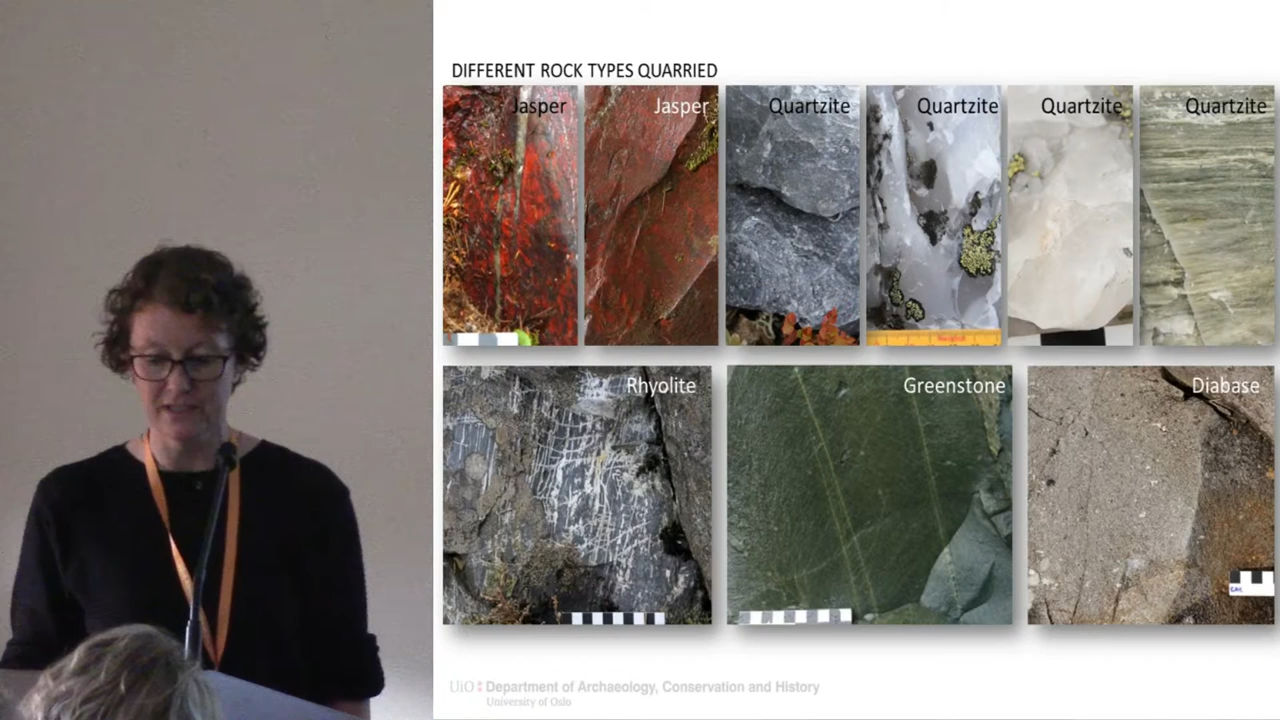 DIFFERENT ROCK TYPES QUARRIED
Jasper
Jasper
Quartzite
Quartzite
Quartzite
Quartzite
Rhyolite
Greenstone
Diabase
UiO Department of Archaeology, Conservation and History
University of Oslo